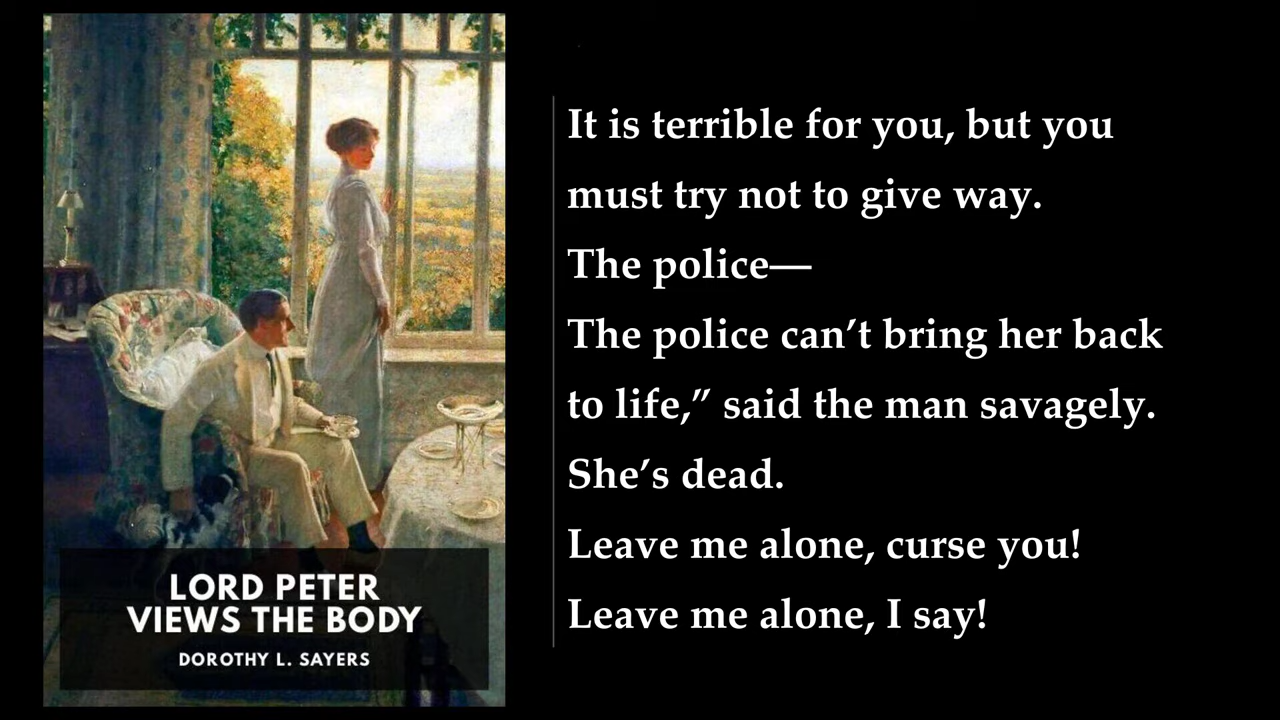 LORD PETER
VIEWS THE BODY
DOROTHY L. SAYERS
It is terrible for you, but you
must try not to give way.
The police—
The police can’t bring her back
to life,” said the man savagely.
She’s dead.
Leave me alone, curse you!
Leave me alone, I say!